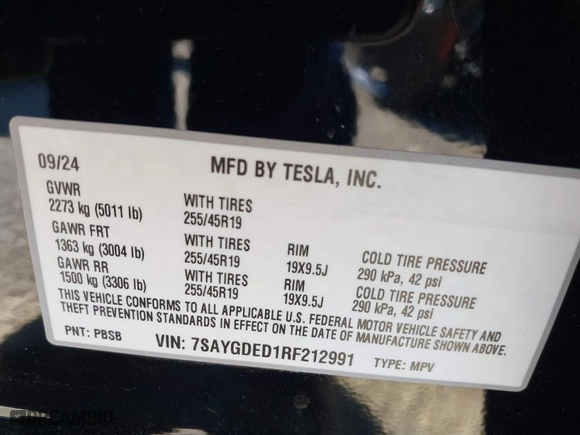 09/24 MFD BY TESLA, INC.
GVWR
2273 kg (5011 lb) WITH TIRES 255/45R19
GAWR FRT
1363 kg (3004 lb) WITH TIRES 255/45R19 RIM 19X9.5J COLD TIRE PRESSURE 290 kPa, 42 psi
GAWR RR
1500 kg (3306 lb) WITH TIRES 255/45R19 RIM 19X9.5J COLD TIRE PRESSURE 290 kPa, 42 psi
THIS VEHICLE CONFORMS TO ALL APPLICABLE U.S. FEDERAL MOTOR VEHICLE SAFETY AND
THEFT PREVENTION STANDARDS IN EFFECT ON THE DATE OF MANUFACTURE SHOWN ABOVE.
PNT: PBSB VIN: 7SAYGDED1RF212991 TYPE: MPV